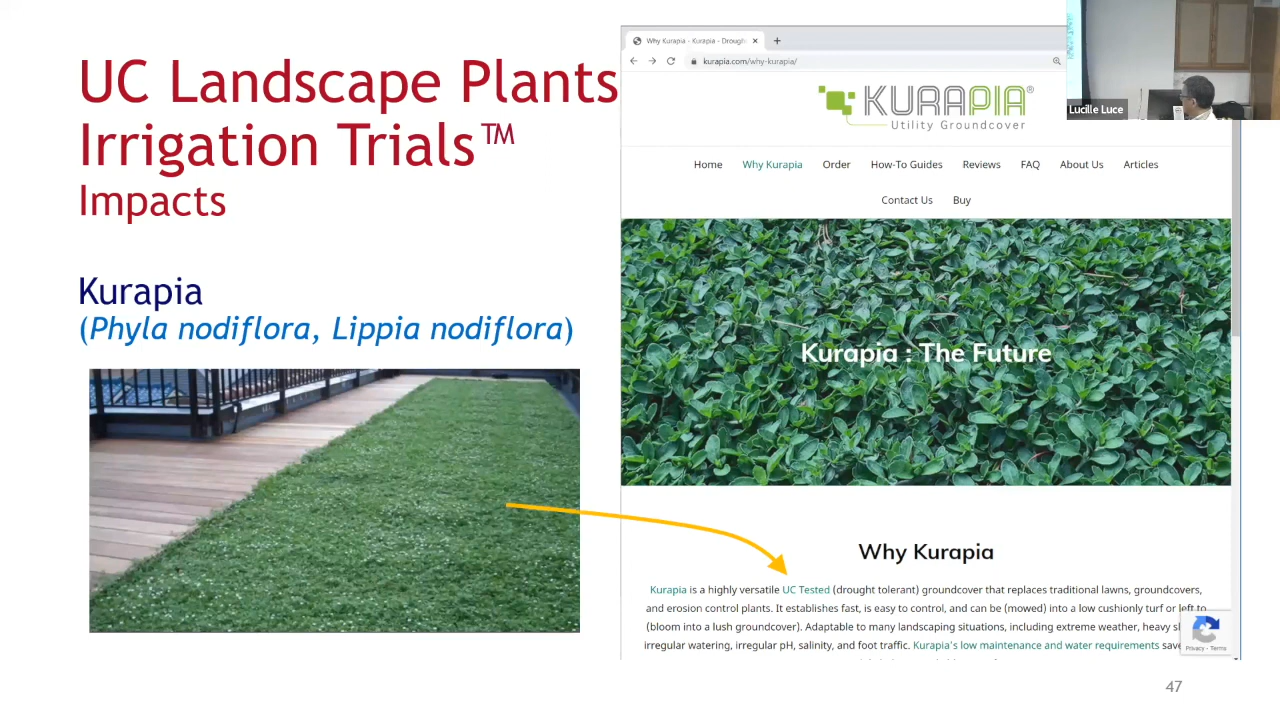 UC Landscape Plants
Irrigation Trials™
Impacts
Kurapia
(Phyla nodiflora, Lippia nodiflora)
Why Kurapia - Kurapia - Drough
kurapia.com/why-kurapia/
KURAPIA®
Utility Groundcover
Lucille Luce
Home Why Kurapia Order How-To Guides Reviews FAQ About Us Articles
Contact Us Buy
Kurapia : The Future
Why Kurapia
Kurapia is a highly versatile UC Tested (drought tolerant) groundcover that replaces traditional lawns, groundcovers,
and erosion control plants. It establishes fast, is easy to control, and can be (mowed) into a low cushionly turf or left to
(bloom into a lush groundcover). Adaptable to many landscaping situations, including extreme weather, heavy
irregular watering, irregular pH, salinity, and foot traffic. Kurapia's low maintenance and water requirements
Privacy - Terms
47